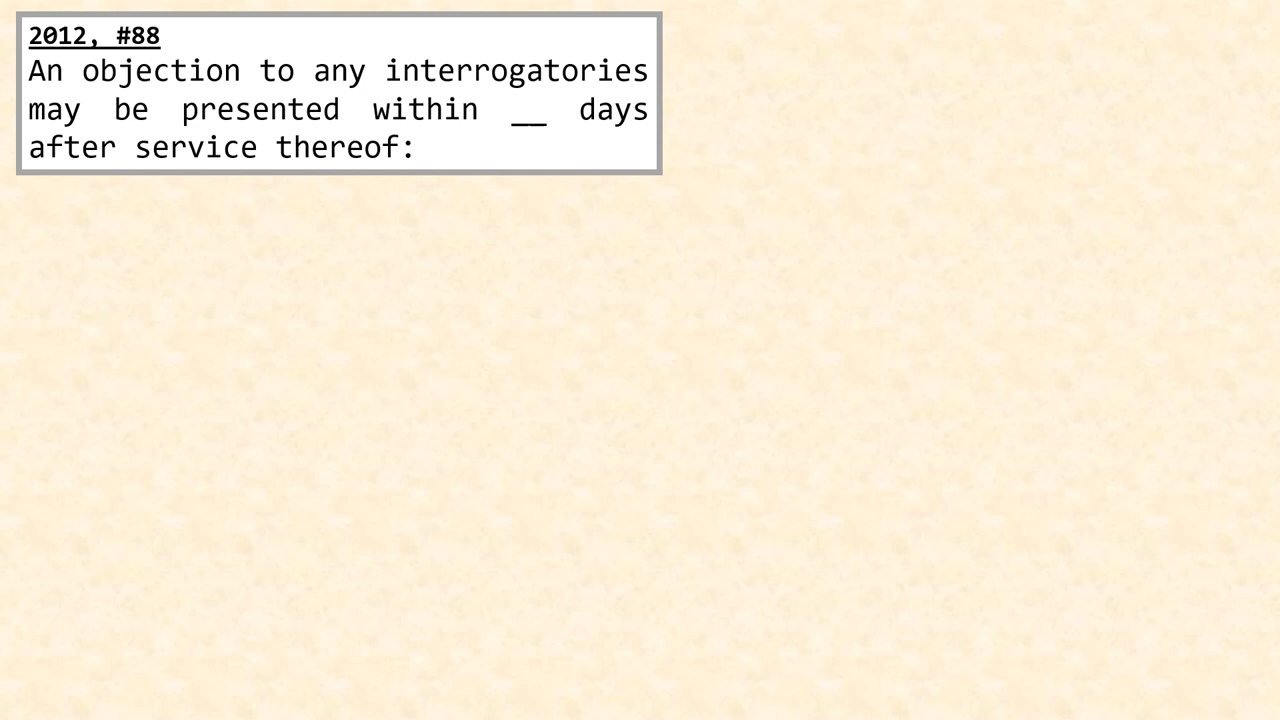 2012, #88
An objection to any interrogatories
may be presented within __ days
after service thereof: